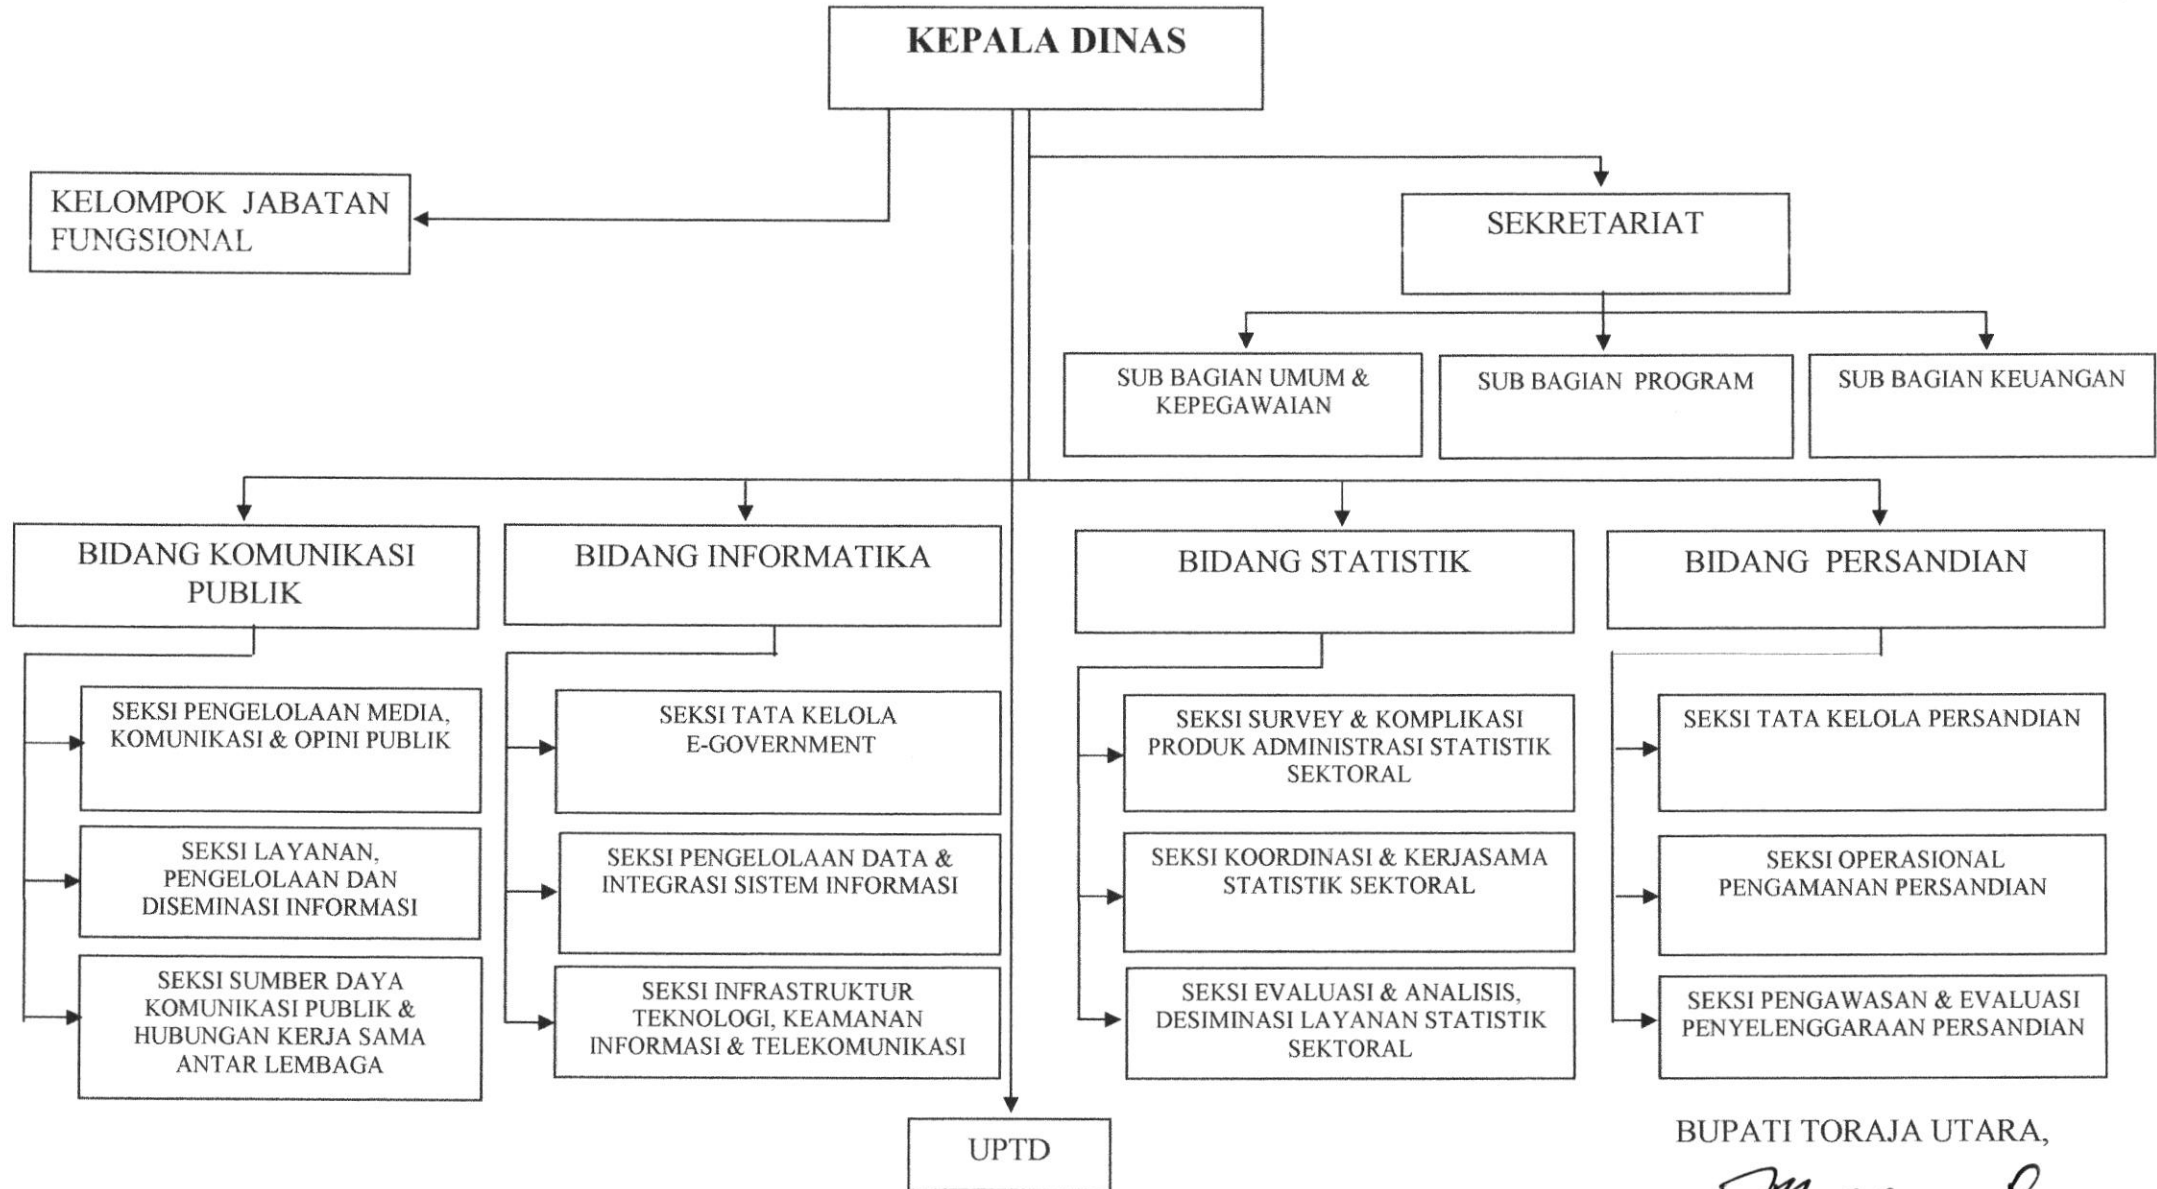 KEPALA DINAS
KELOMPOK JABATAN
FUNGSIONAL
SEKRETARIAT
SUB BAGIAN UMUM &
KEPEGAWAIAN
SUB BAGIAN PROGRAM
SUB BAGIAN KEUANGAN
BIDANG KOMUNIKASI
PUBLIK
BIDANG INFORMATIKA
BIDANG STATISTIK
BIDANG PERSANDIAN
SEKSI PENGELOLAAN MEDIA,
KOMUNIKASI & OPINI PUBLIK
SEKSI LAYANAN,
PENGELOLAAN DAN
DISEMINASI INFORMASI
SEKSI SUMBER DAYA
KOMUNIKASI PUBLIK &
HUBUNGAN KERJA SAMA
ANTAR LEMBAGA
SEKSI TATA KELOLA
E-GOVERNMENT
SEKSI PENGELOLAAN DATA &
INTEGRASI SISTEM INFORMASI
SEKSI INFRASTRUKTUR
TEKNOLOGI, KEAMANAN
INFORMASI & TELEKOMUNIKASI
SEKSI SURVEY & KOMPLIKASI
PRODUK ADMINISTRASI STATISTIK
SEKTORAL
SEKSI KOORDINASI & KERJASAMA
STATISTIK SEKTORAL
SEKSI EVALUASI & ANALISIS,
DESIMINASI LAYANAN STATISTIK
SEKTORAL
SEKSI TATA KELOLA PERSANDIAN
SEKSI OPERASIONAL
PENGAMANAN PERSANDIAN
SEKSI PENGAWASAN & EVALUASI
PENYELENGGARAAN PERSANDIAN
UPTD
BUPATI TORAJA UTARA,